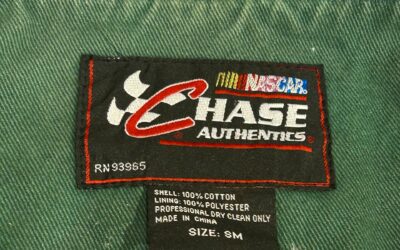 NASCAR.
CHASE
AUTHENTICS®
RN 93965
SHELL: 100% COTTON
LINING: 100% POLYESTER
PROFESSIONAL DRY CLEAN ONLY
MADE IN CHINA
SIZE: SM